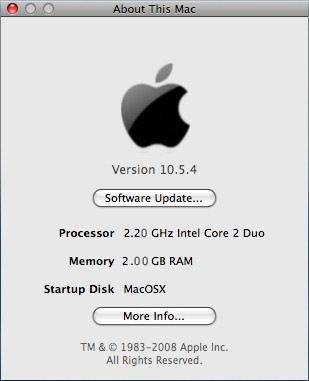 About This Mac
Version 10.5.4
Software Update...
Processor 2.20 GHz Intel Core 2 Duo
Memory 2.00 GB RAM
Startup Disk MacOSX
More Info...
TM & © 1983-2008 Apple Inc.
All Rights Reserved.